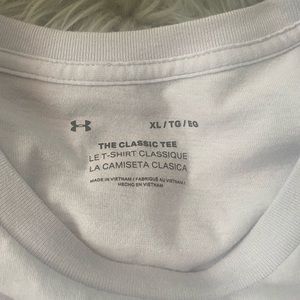 XL / TG / EG
THE CLASSIC TEE
LE T-SHIRT CLASSIQUE
LA CAMISETA CLASICA
MADE IN VIETNAM / FABRIQUÉ AU VIETNAM /
HECHO EN VIETNAM